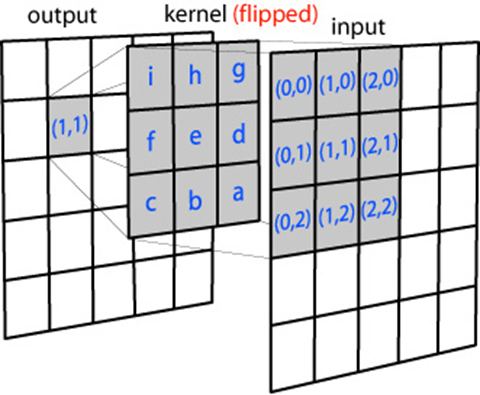 output kernel (flipped) input
i h g
(0,0) (1,0) (2,0)
(1,1)
f e d
(0,1) (1,1) (2,1)
c b a
(0,2) (1,2) (2,2)